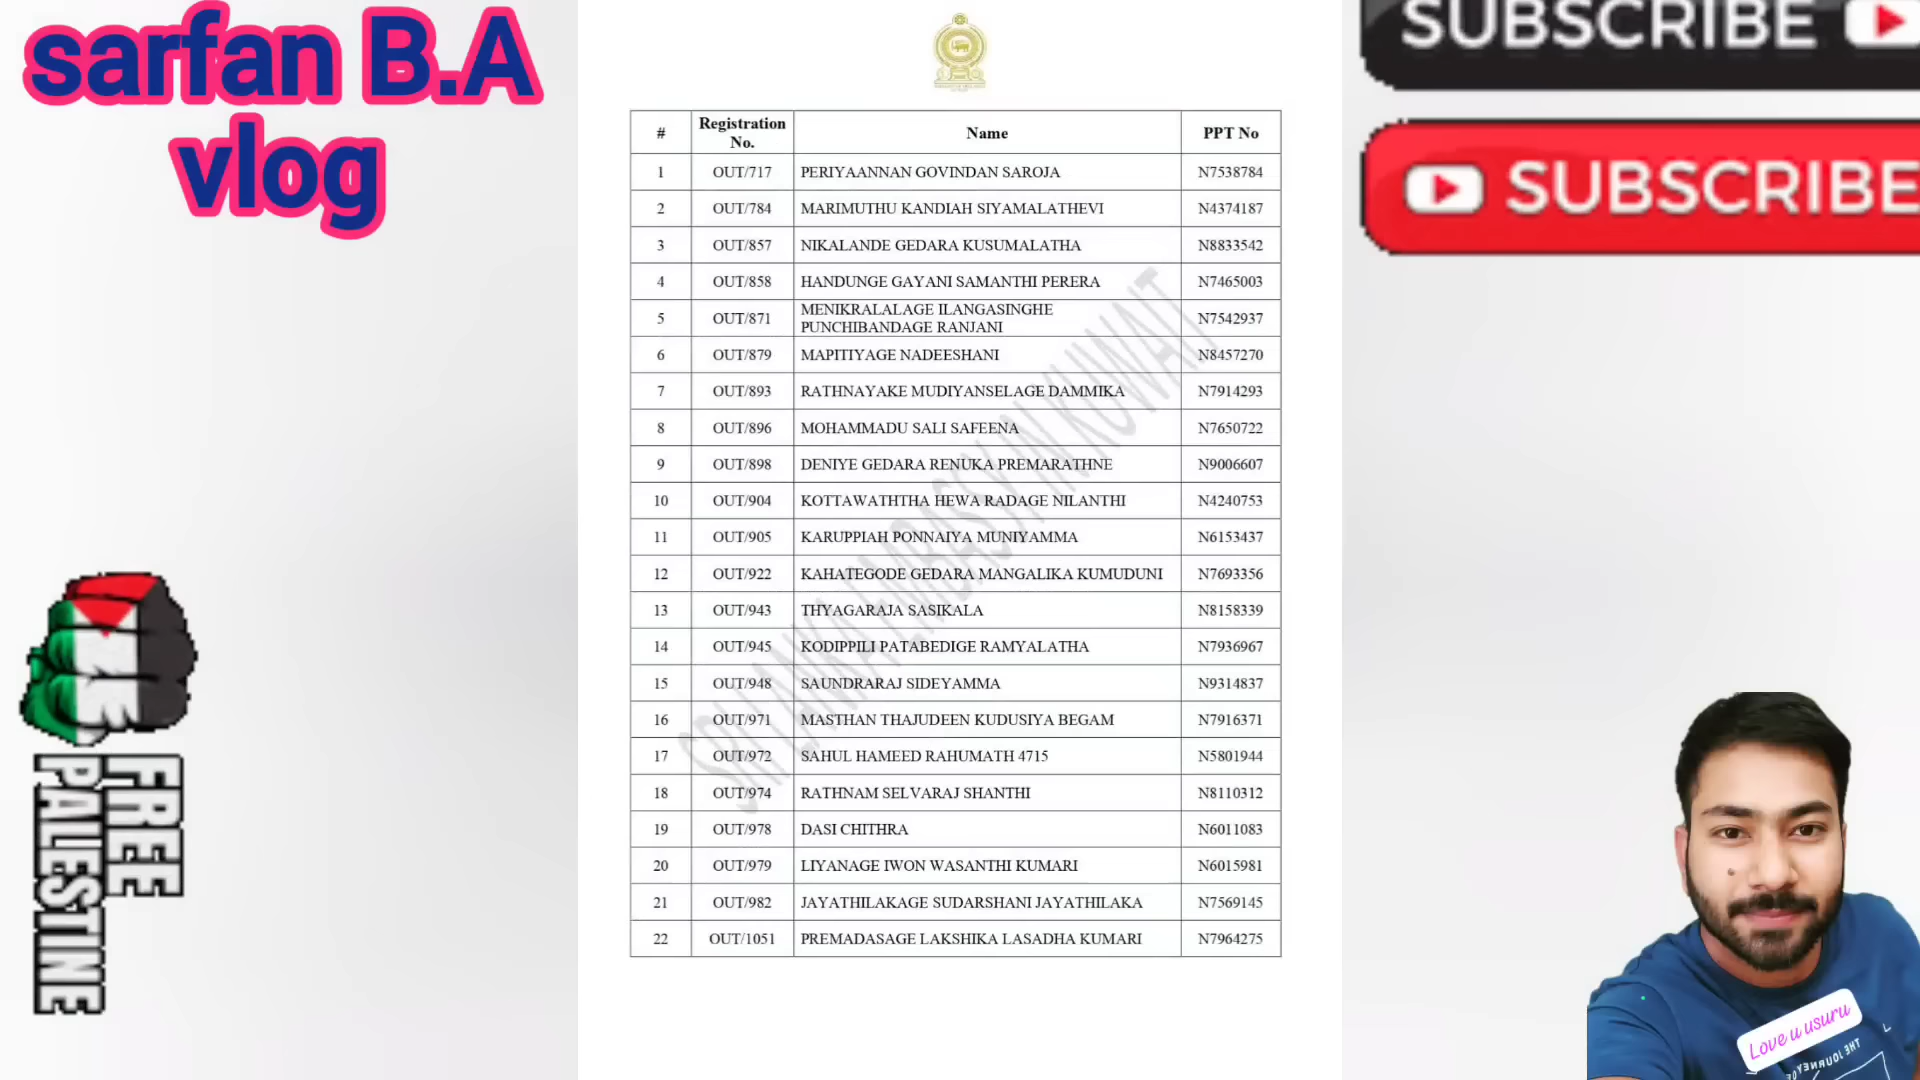 sarfan B.A
vlog
SUBSCRIBE
SUBSCRIBE
# Registration No. Name PPT No
1 OUT/717 PERIYAANNAN GOVINDAN SAROJA N7538784
2 OUT/784 MARIMUTHU KANDIAH SIYAMALATHEVI N4374187
3 OUT/857 NIKALANDE GEDARA KUSUMALATHA N8833542
4 OUT/858 HANDUNGE GAYANI SAMANTHI PERERA N7465003
5 OUT/871 MENIKRALALAGE ILANGASINGHE
PUNCHIBANDAGE RANJANI N7542937
6 OUT/879 MAPITIYAGE NADEESHANI N8457270
7 OUT/893 RATHNAYAKE MUDIYANSELAGE DAMMIKA N7914293
8 OUT/896 MOHAMMADU SALI SAFEENA N7650722
9 OUT/898 DENIYE GEDARA RENUKA PREMARATHNE N9006607
10 OUT/904 KOTTAWATHTHA HEWA RADAGE NILANTHI N4240753
11 OUT/905 KARUPPIAH PONNAIYA MUNIYAMMA N6153437
12 OUT/922 KAHATEGODE GEDARA MANGALIKA KUMUDUNI N7693356
13 OUT/943 THYAGARAJA SASIKALA N8158339
14 OUT/945 KODIPPILI PATABEDIGE RAMYALATHA N7936967
15 OUT/948 SAUNDRARAJ SIDEYAMMA N9314837
16 OUT/971 MASTHAN THAJUDEEN KUDUSIYA BEGAM N7916371
17 OUT/972 SAHUL HAMEED RAHUMATH 4715 N5801944
18 OUT/974 RATHNAM SELVARAJ SHANTHI N8110312
19 OUT/978 DASI CHITHRA N6011083
20 OUT/979 LIYANAGE IWON WASANTHI KUMARI N6015981
21 OUT/982 JAYATHILAKAGE SUDARSHANI JAYATHILAKA N7569145
22 OUT/1051 PREMADASAGE LAKSHIKA LASADHA KUMARI N7964275
SRI LANKA EMBASSY IN KUWAIT
FREE
PALESTINE
Love u usuru
THE JOURNEY